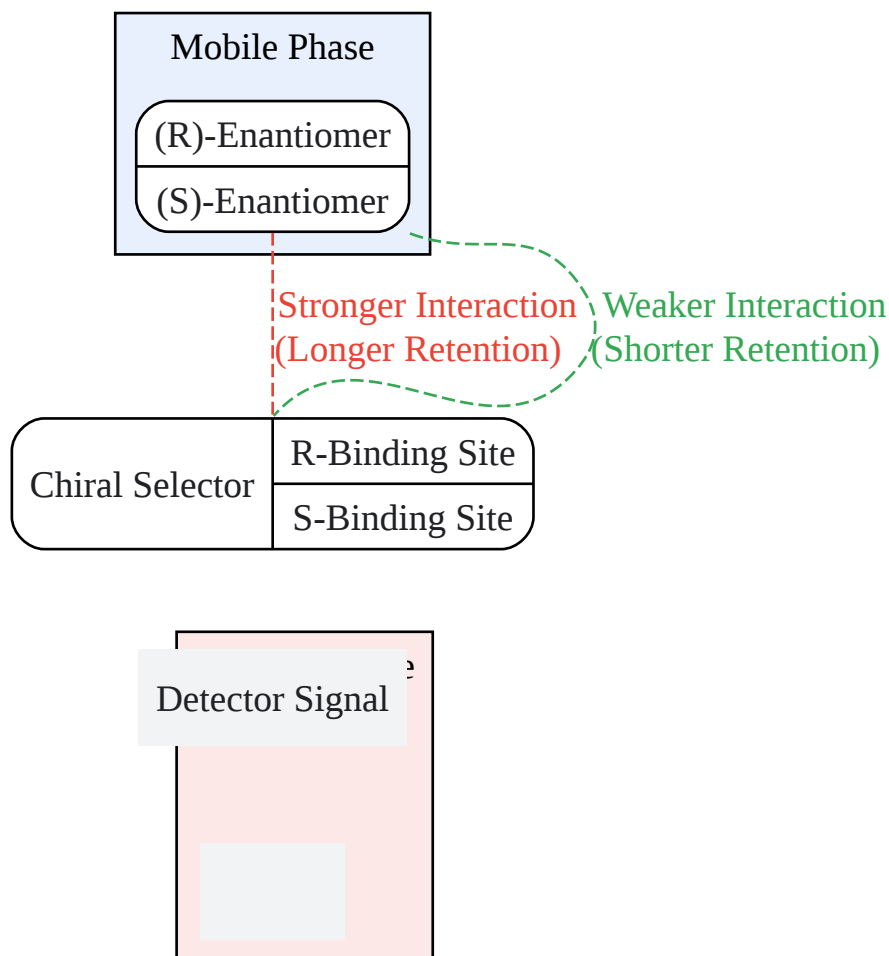 Mobile Phase
(R)-Enantiomer
(S)-Enantiomer
Stronger Interaction
(Longer Retention)
Weaker Interaction
(Shorter Retention)
Chiral Selector
R-Binding Site
S-Binding Site
Detector Signal